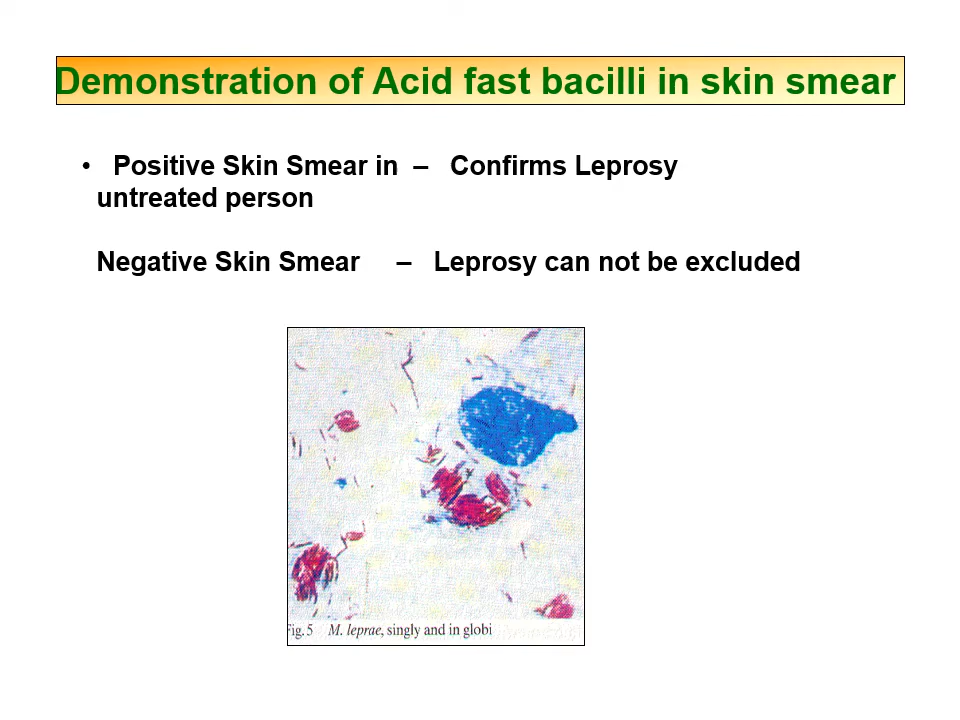 Demonstration of Acid fast bacilli in skin smear
• Positive Skin Smear in – Confirms Leprosy
untreated person
Negative Skin Smear – Leprosy can not be excluded
Fig.5 M. leprae, singly and in globi